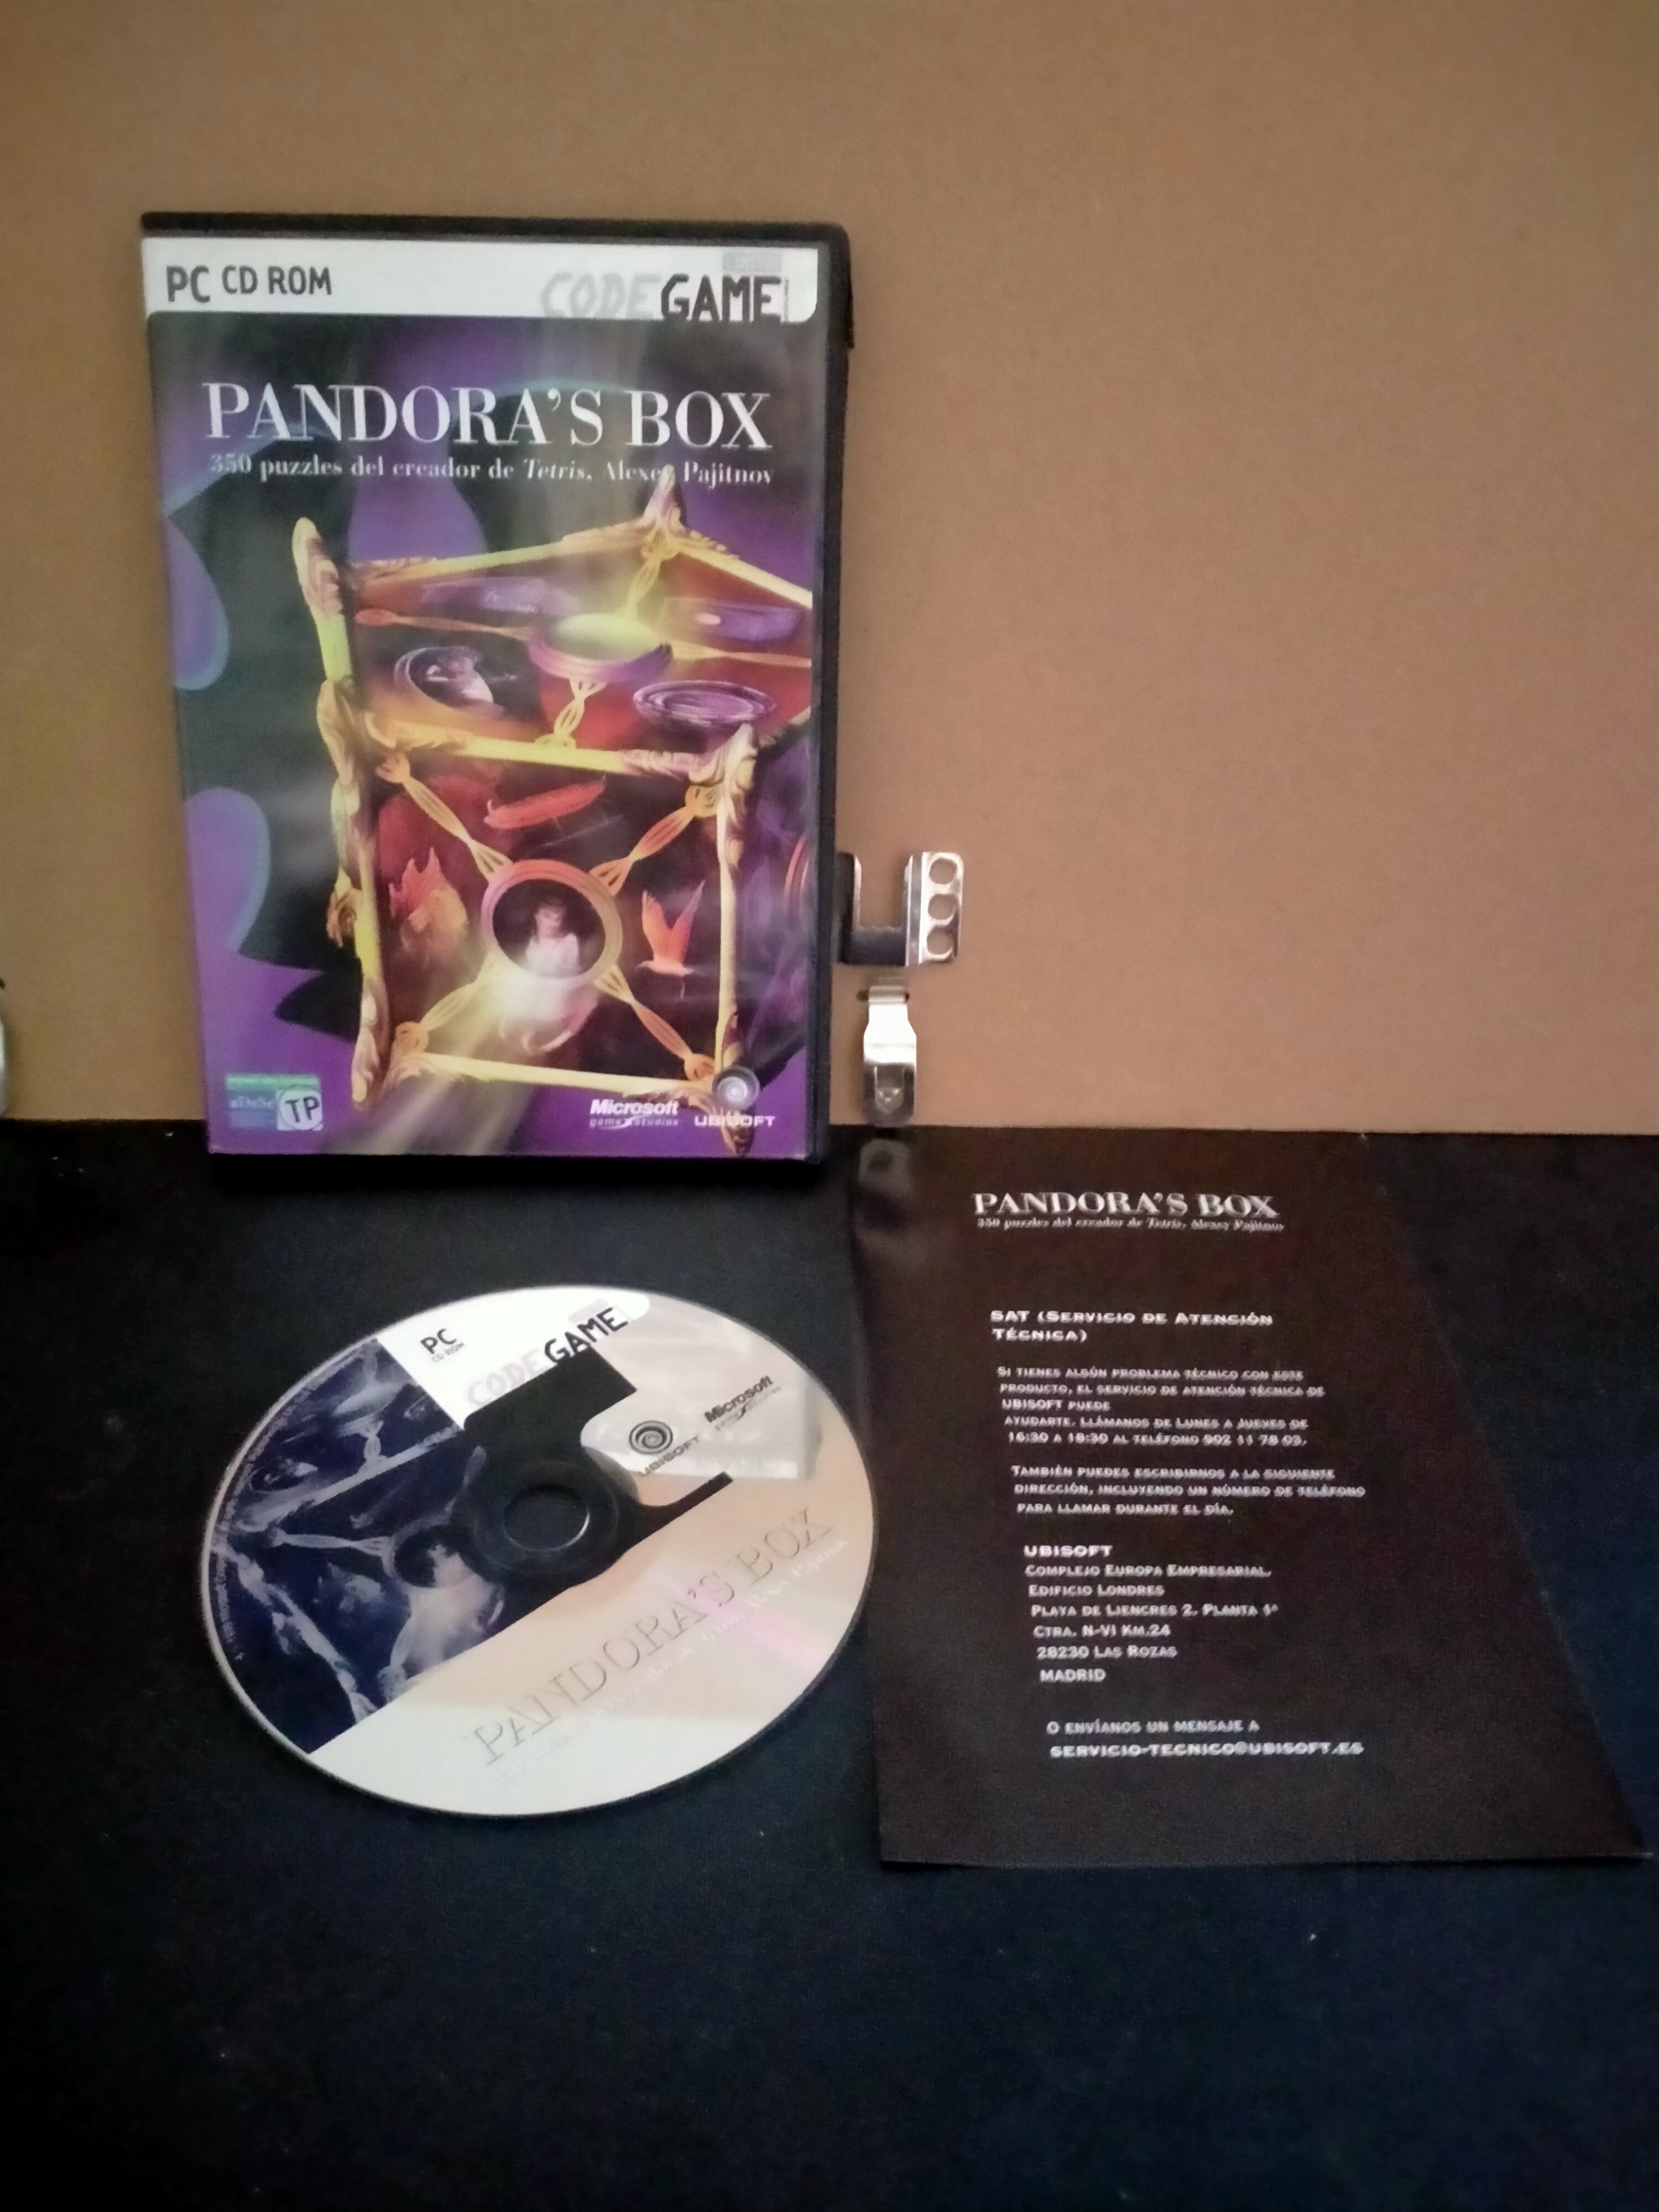 PC CD ROM
CODEGAME
PANDORA'S BOX
350 puzzles del creador de Tetris, Alexey Pajitnov
aDeSe
TP
Microsoft
game studios
UBISOFT
PANDORA'S BOX
350 puzzles del creador de Tetris, Alexey Pajitnov
SAT (SERVICIO DE ATENCIÓN
TÉCNICA)
SI TIENES ALGÚN PROBLEMA TÉCNICO CON ESTE
PRODUCTO, EL SERVICIO DE ATENCIÓN TÉCNICA DE
UBISOFT PUEDE
AYUDARTE. LLÁMANOS DE LUNES A JUEVES DE
16:30 A 18:30 AL TELÉFONO 902 11 78 03.
TAMBIÉN PUEDES ESCRIBIRNOS A LA SIGUIENTE
DIRECCIÓN, INCLUYENDO UN NÚMERO DE TELÉFONO
PARA LLAMAR DURANTE EL DÍA.
UBISOFT
COMPLEJO EUROPA EMPRESARIAL.
EDIFICIO LONDRES
PLAYA DE LIENCRES 2. PLANTA 1ª
CTRA. N-VI KM.24
28230 LAS ROZAS
MADRID
O ENVÍANOS UN MENSAJE A
SERVICIO-TECNICO@UBISOFT.ES
PC
CD ROM
CODEGAME
UBISOFT
Microsoft
game studios
PANDORA'S BOX